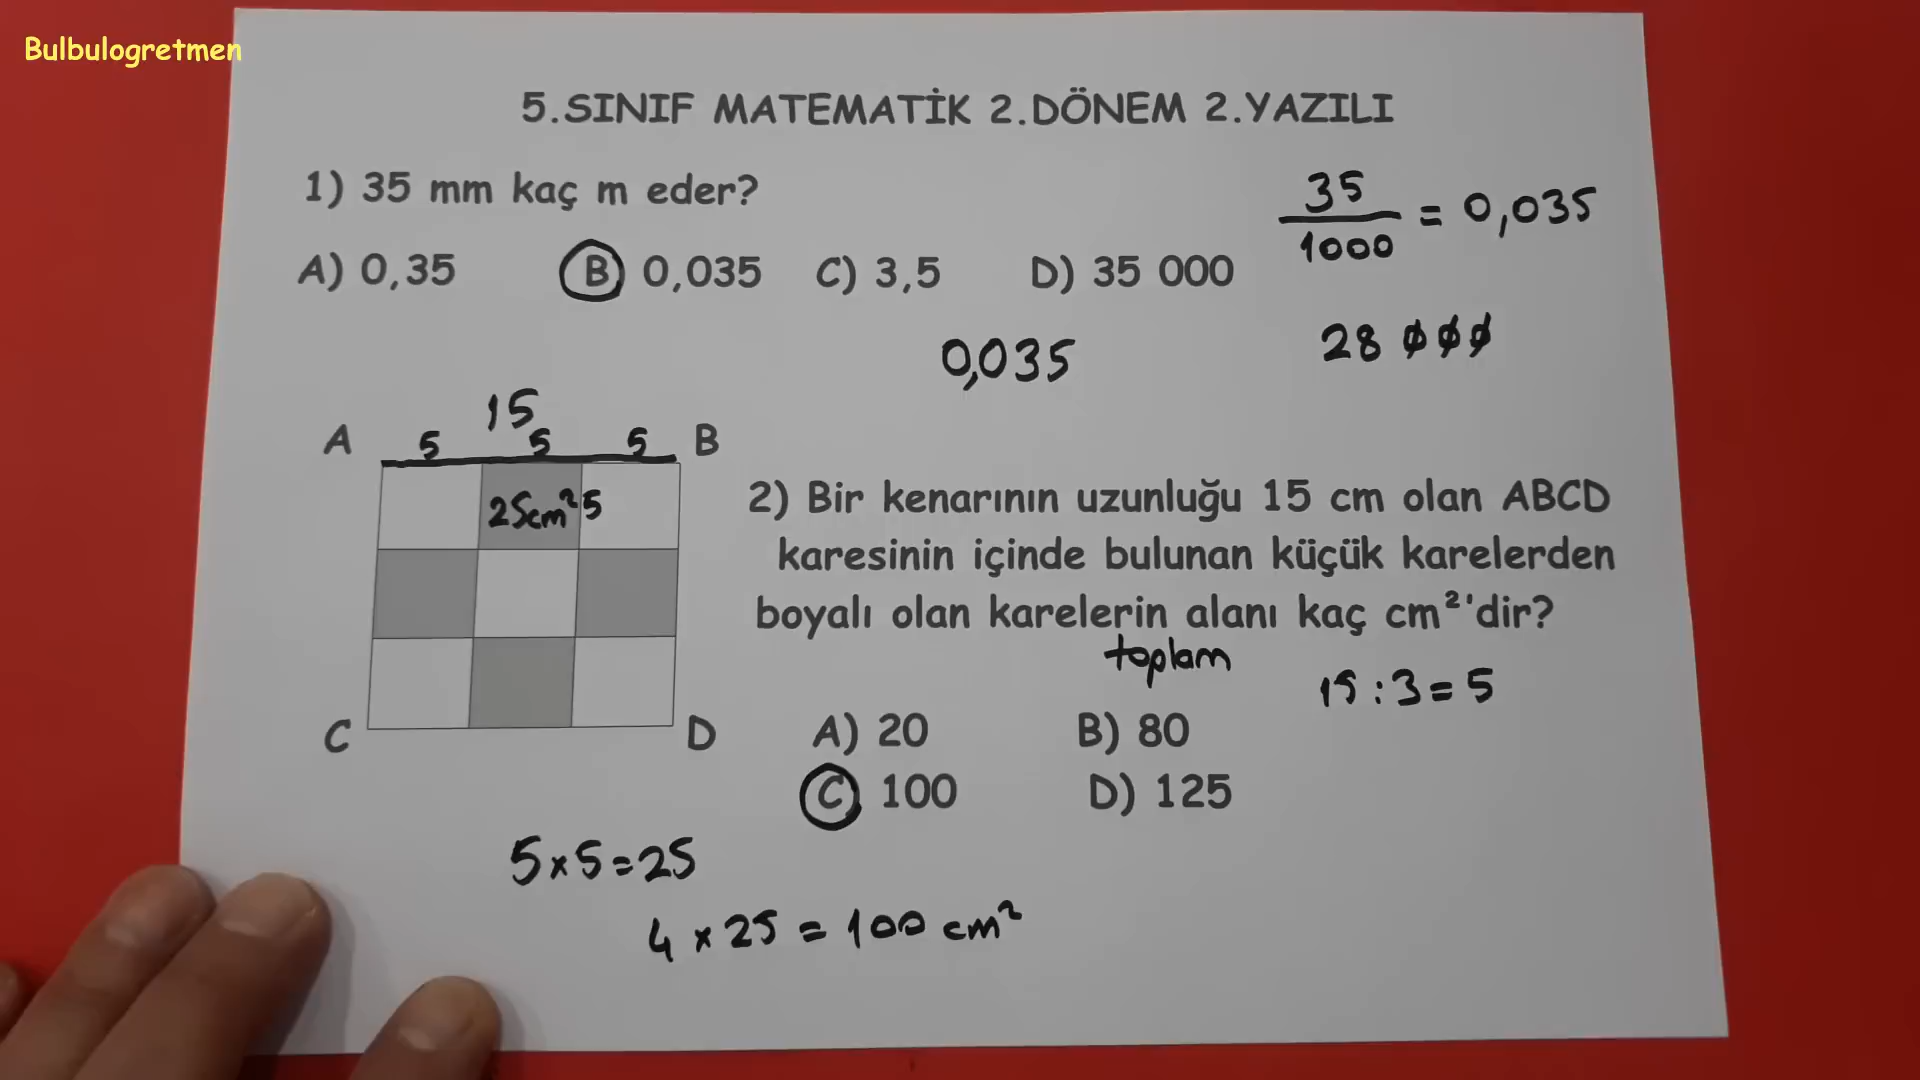 Bulbulogretmen
5.SINIF MATEMATİK 2.DÖNEM 2.YAZILI
1) 35 mm kaç m eder?
35/1000 = 0,035
A) 0,35 B) 0,035 C) 3,5 D) 35 000
0,035
28 000
15
A 5 5 5 B
25cm² 5
2) Bir kenarının uzunluğu 15 cm olan ABCD
karesinin içinde bulunan küçük karelerden
boyalı olan karelerin alanı kaç cm²'dir?
toplam
15 : 3 = 5
C D
A) 20 B) 80
C) 100 D) 125
5 x 5 = 25
4 x 25 = 100 cm²